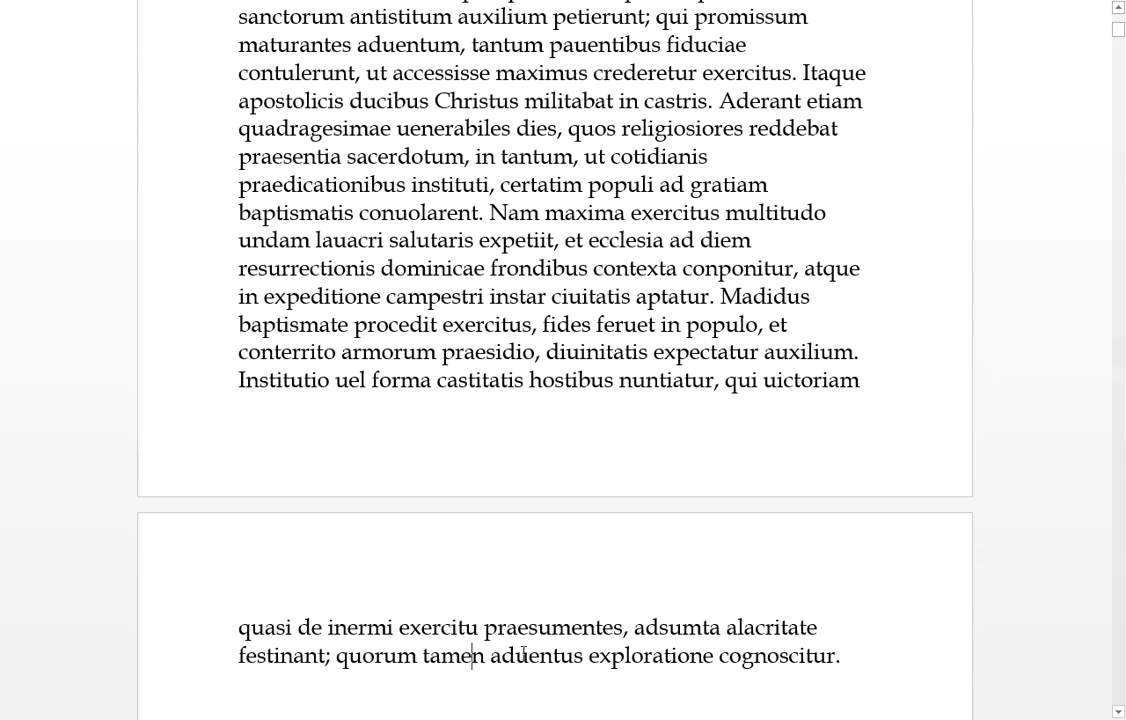 sanctorum antistitum auxilium petierunt; qui promissum
maturantes aduentum, tantum pauentibus fiduciae
contulerunt, ut accessisse maximus crederetur exercitus. Itaque
apostolicis ducibus Christus militabat in castris. Aderant etiam
quadragesimae uenerabiles dies, quos religiosiores reddebat
praesentia sacerdotum, in tantum, ut cotidianis
praedicationibus instituti, certatim populi ad gratiam
baptismatis conuolarent. Nam maxima exercitus multitudo
undam lauacri salutaris expetiit, et ecclesia ad diem
resurrectionis dominicae frondibus contexta conponitur, atque
in expeditione campestri instar ciuitatis aptatur. Madidus
baptismate procedit exercitus, fides feruet in populo, et
conterrito armorum praesidio, diuinitatis expectatur auxilium.
Institutio uel forma castitatis hostibus nuntiatur, qui uictoriam
quasi de inermi exercitu praesumentes, adsumta alacritate
festinant; quorum tamen aduentus exploratione cognoscitur.